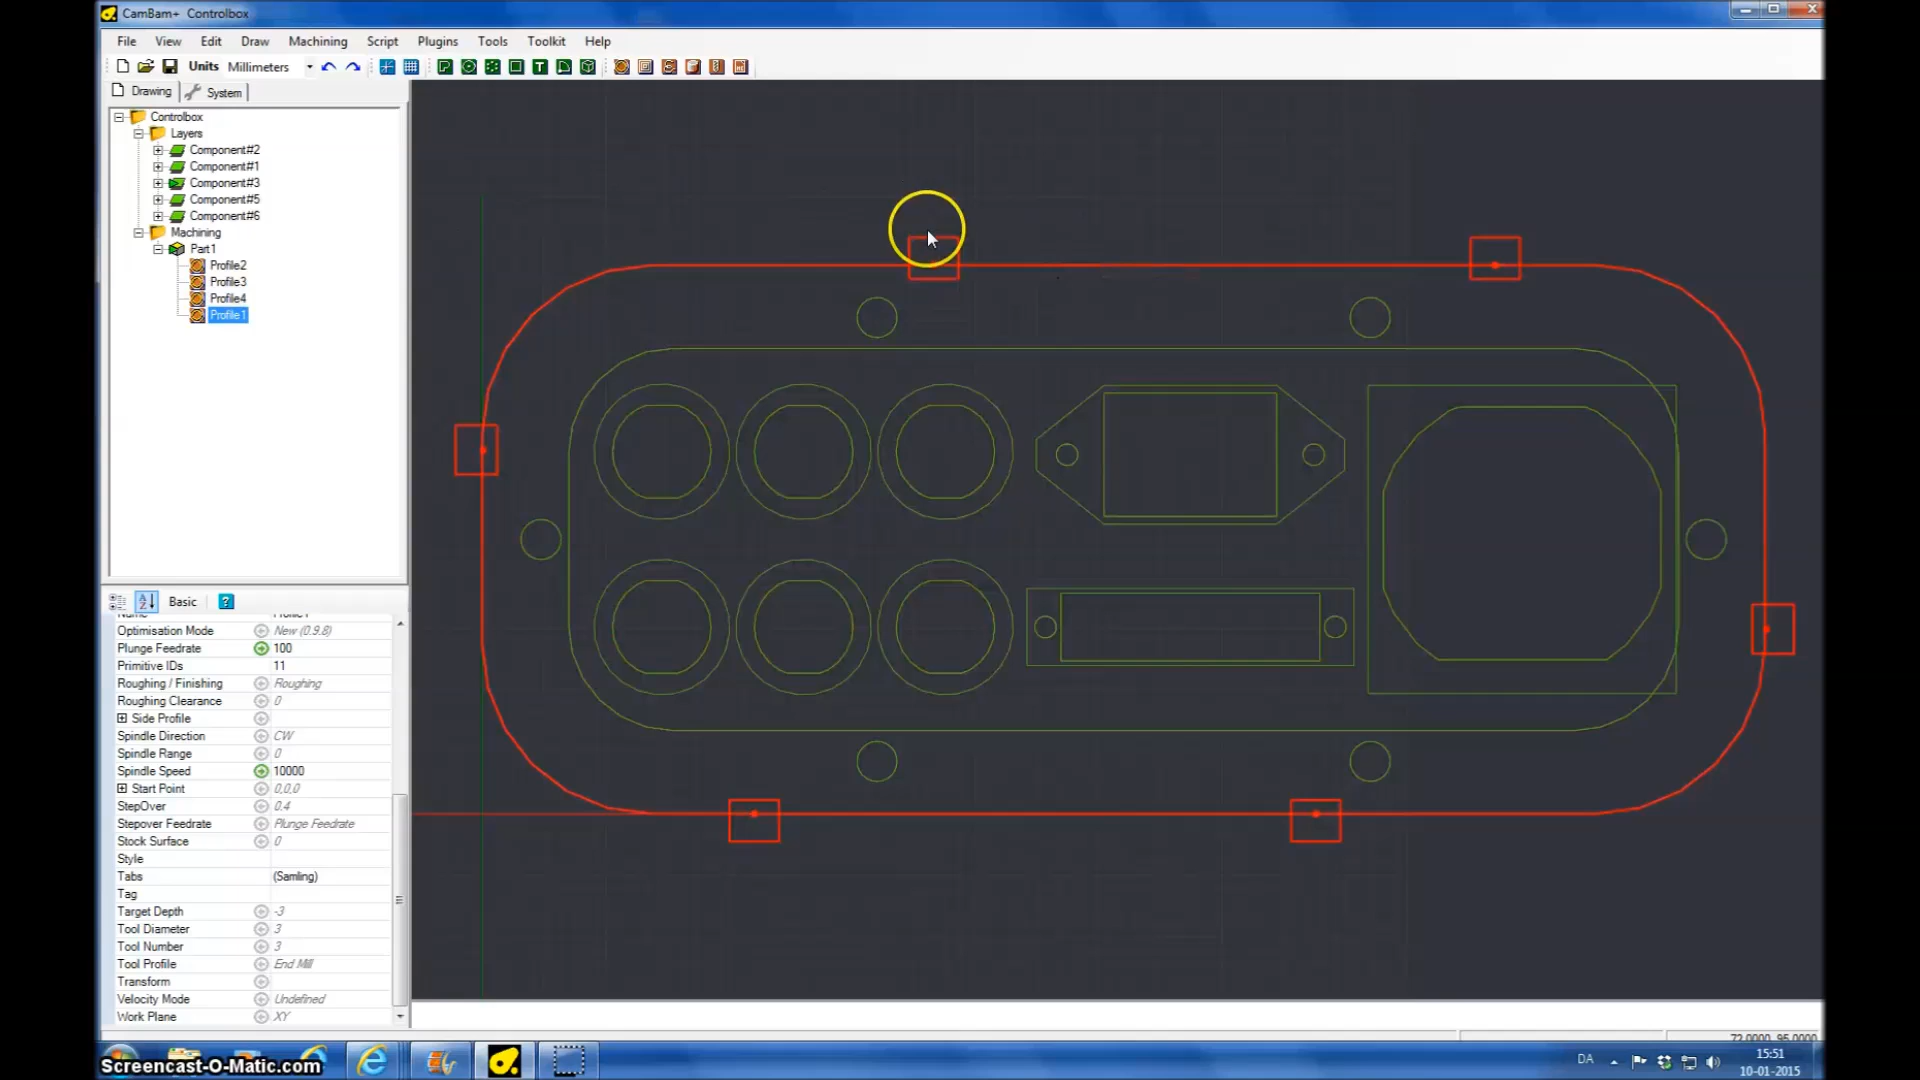 CamBam+ Controlbox
File View Edit Draw Machining Script Plugins Tools Toolkit Help
Units Millimeters
Drawing System
Controlbox
Layers
Component#2
Component#1
Component#3
Component#5
Component#6
Machining
Part1
Profile2
Profile3
Profile4
Profile1
Basic
Optimisation Mode New (0.9.8)
Plunge Feedrate 100
Primitive IDs 11
Roughing / Finishing Roughing
Roughing Clearance 0
Side Profile
Spindle Direction CW
Spindle Range 0
Spindle Speed 10000
Start Point 0,0,0
StepOver 0.4
Stepover Feedrate Plunge Feedrate
Stock Surface 0
Style
Tabs (Samling)
Tag
Target Depth -3
Tool Diameter 3
Tool Number 3
Tool Profile End Mill
Transform
Velocity Mode Undefined
Work Plane XY
72.0000, 95.0000
Screencast-O-Matic.com
DA
15:51
10-01-2015